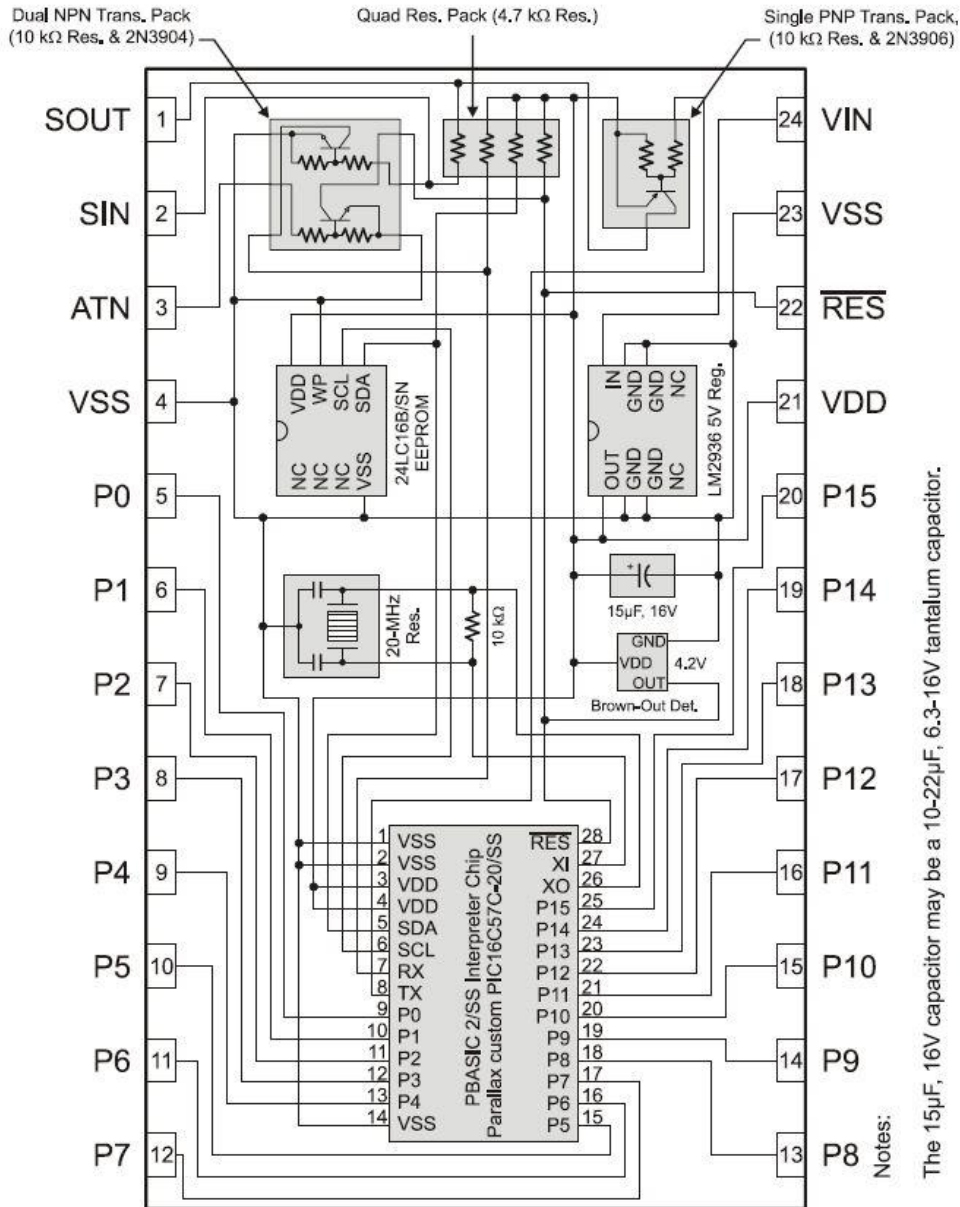 Dual NPN Trans. Pack
(10 kΩ Res. & 2N3904)
Quad Res. Pack (4.7 kΩ Res.)
Single PNP Trans. Pack,
(10 kΩ Res. & 2N3906)
SOUT 1
SIN 2
ATN 3
VSS 4
P0 5
P1 6
P2 7
P3 8
P4 9
P5 10
P6 11
P7 12
24 VIN
23 VSS
22 RES
21 VDD
20 P15
19 P14
18 P13
17 P12
16 P11
15 P10
14 P9
13 P8
VDD
WP
SCL
SDA
NC
NC
NC
VSS
24LC16B/SN
EEPROM
IN
GND
GND
NC
OUT
GND
GND
NC
LM2936 5V Reg.
20-MHz
Res.
10 kΩ
+
15µF, 16V
GND
VDD
OUT
4.2V
Brown-Out Det.
1 VSS
2 VSS
3 VDD
4 VDD
5 SDA
6 SCL
7 RX
8 TX
9 P0
10 P1
11 P2
12 P3
13 P4
14 VSS
PBASIC 2/SS Interpreter Chip
Parallax custom PIC16C57C-20/SS
RES 28
XI 27
XO 26
P15 25
P14 24
P13 23
P12 22
P11 21
P10 20
P9 19
P8 18
P7 17
P6 16
P5 15
Notes:
The 15µF, 16V capacitor may be a 10-22µF, 6.3-16V tantalum capacitor.